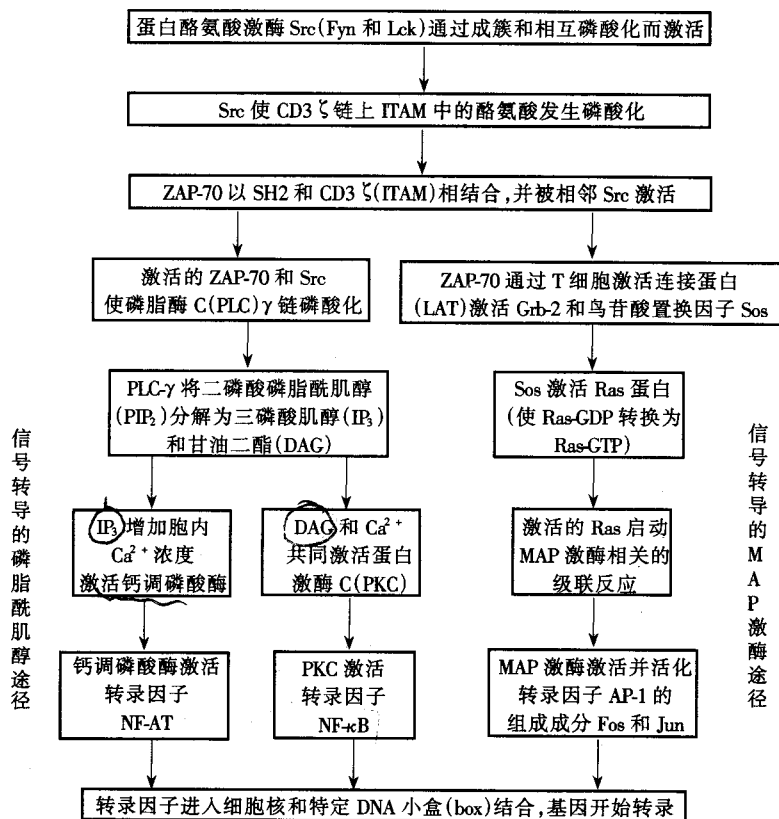 蛋白酪氨酸激酶 Src(Fyn 和 Lck)通过成簇和相互磷酸化而激活
Src 使 CD3 ζ链上 ITAM 中的酪氨酸发生磷酸化
ZAP-70 以 SH2 和 CD3 ζ(ITAM)相结合,并被相邻 Src 激活
激活的 ZAP-70 和 Src
使磷脂酶 C(PLC)γ 链磷酸化
ZAP-70 通过 T 细胞激活连接蛋白
(LAT)激活 Grb-2 和鸟苷酸置换因子 Sos
PLC-γ 将二磷酸磷脂酰肌醇
(PIP₂)分解为三磷酸肌醇(IP₃)
和甘油二酯(DAG)
Sos 激活 Ras 蛋白
(使 Ras-GDP 转换为
Ras-GTP)
信号转导的磷脂酰肌醇途径
信号转导的MAP激酶途径
IP₃ 增加胞内
Ca²⁺ 浓度
激活钙调磷酸酶
DAG 和 Ca²⁺
共同激活蛋白
激酶 C(PKC)
激活的 Ras 启动
MAP 激酶相关的
级联反应
钙调磷酸酶激活
转录因子
NF-AT
PKC 激活
转录因子
NF-κB
MAP 激酶激活并活化
转录因子 AP-1 的
组成成分 Fos 和 Jun
转录因子进入细胞核和特定 DNA 小盒(box)结合,基因开始转录